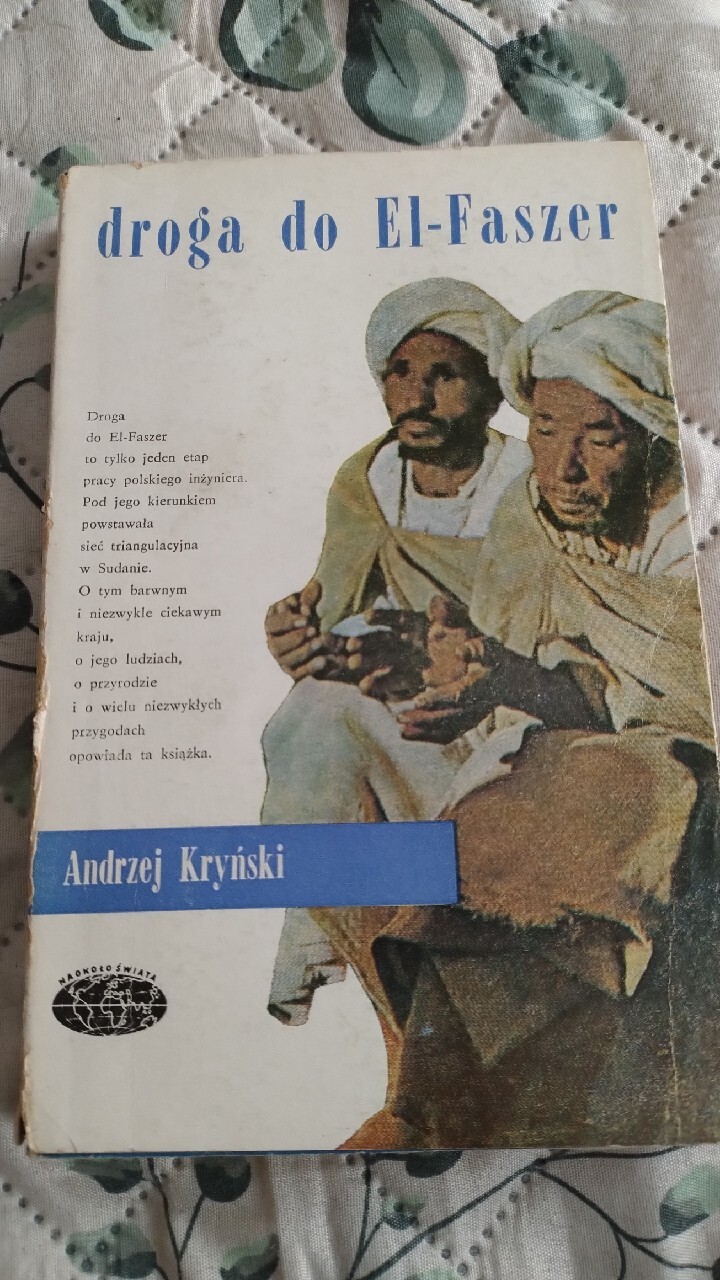 droga do El-Faszer
Droga
do El-Faszer
to tylko jeden etap
pracy polskiego inżyniera.
Pod jego kierunkiem
powstawała
sieć triangulacyjna
w Sudanie.
O tym barwnym
i niezwykle ciekawym
kraju,
o jego ludziach,
o przyrodzie
i o wielu niezwykłych
przygodach
opowiada ta książka.
Andrzej Kryński
NAOKOŁO ŚWIATA